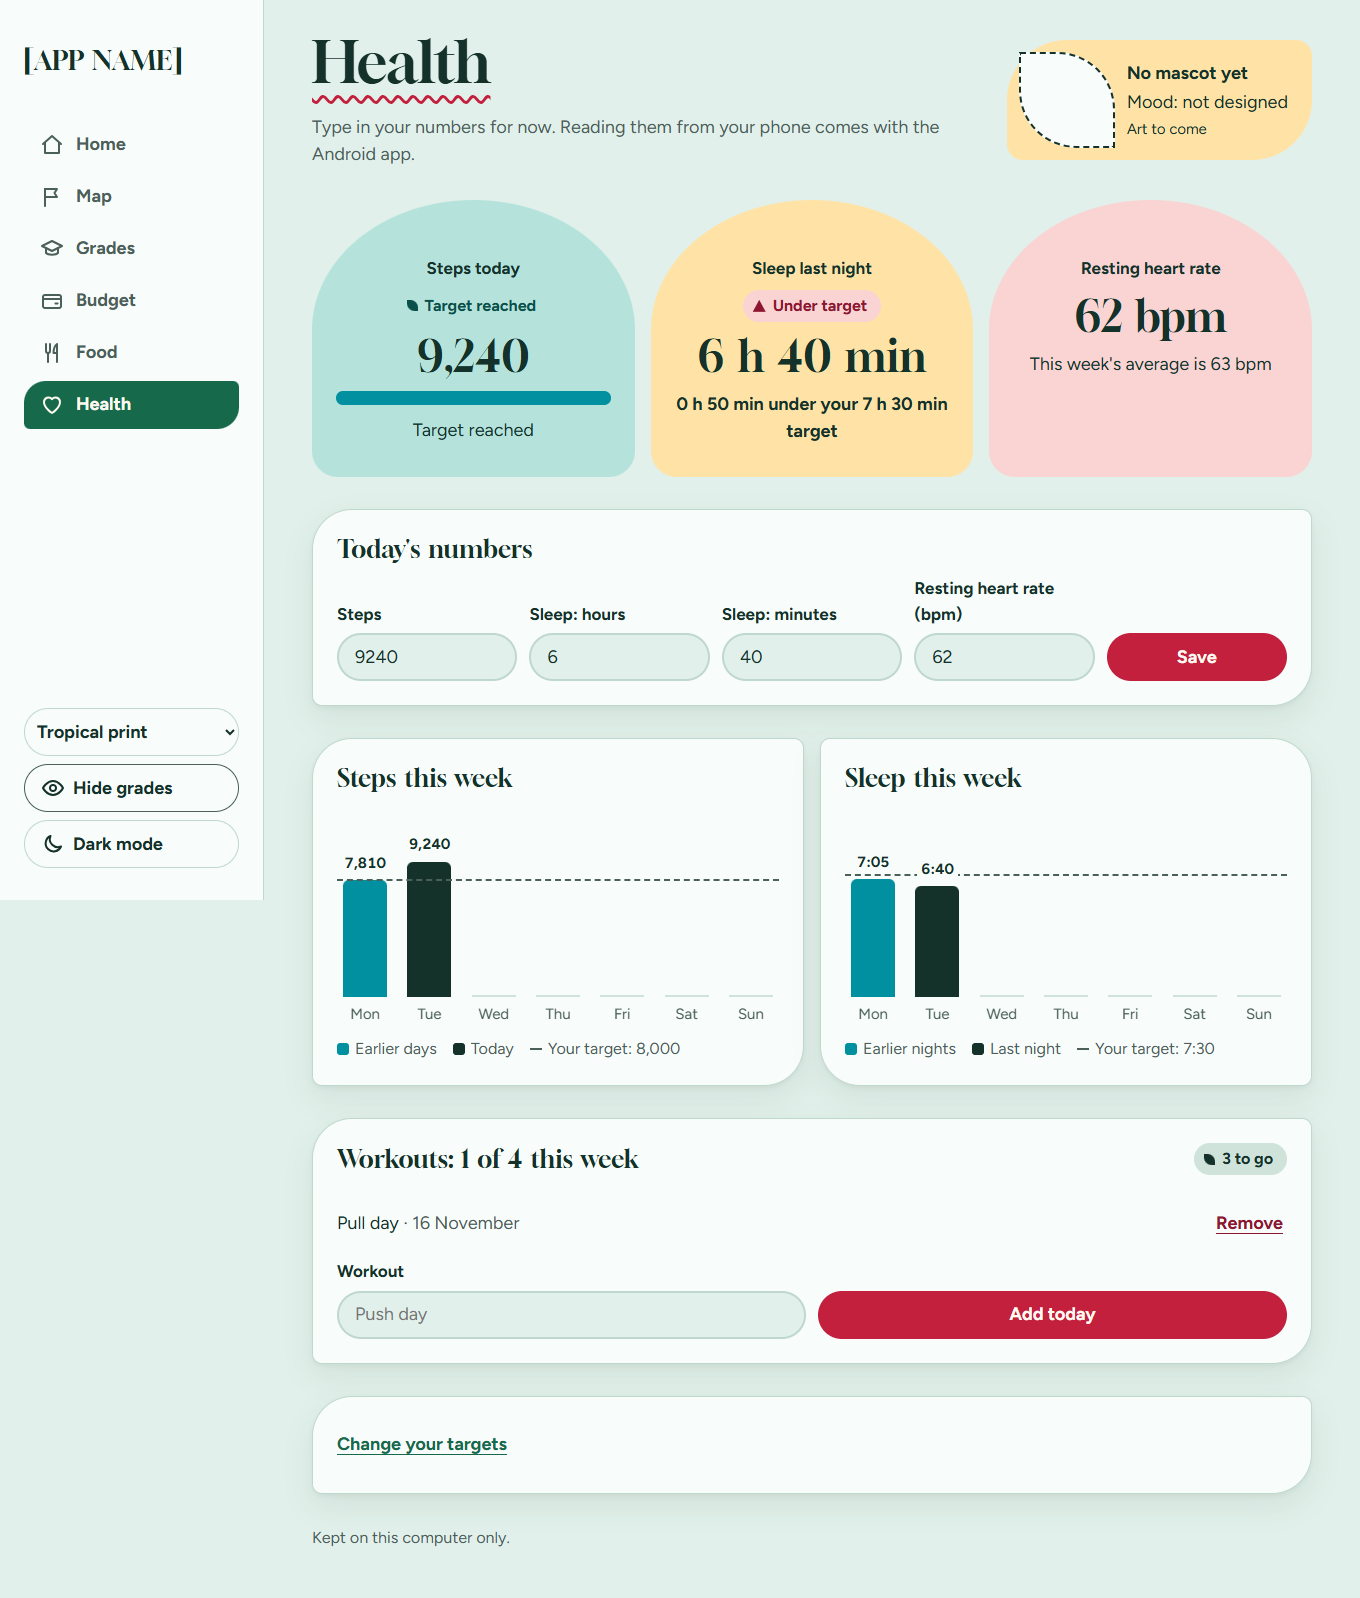 [APP NAME]
Home
Map
Grades
Budget
Food
Health
Tropical print
Hide grades
Dark mode
Health
Type in your numbers for now. Reading them from your phone comes with the
Android app.
No mascot yet
Mood: not designed
Art to come
Steps today
Target reached
9,240
Target reached
Sleep last night
Under target
6 h 40 min
0 h 50 min under your 7 h 30 min
target
Resting heart rate
62 bpm
This week's average is 63 bpm
Today's numbers
Steps
9240
Sleep: hours
6
Sleep: minutes
40
Resting heart rate
(bpm)
62
Save
Steps this week
7,810
9,240
Mon Tue Wed Thu Fri Sat Sun
Earlier days Today Your target: 8,000
Sleep this week
7:05
6:40
Mon Tue Wed Thu Fri Sat Sun
Earlier nights Last night Your target: 7:30
Workouts: 1 of 4 this week
3 to go
Pull day · 16 November
Remove
Workout
Push day
Add today
Change your targets
Kept on this computer only.